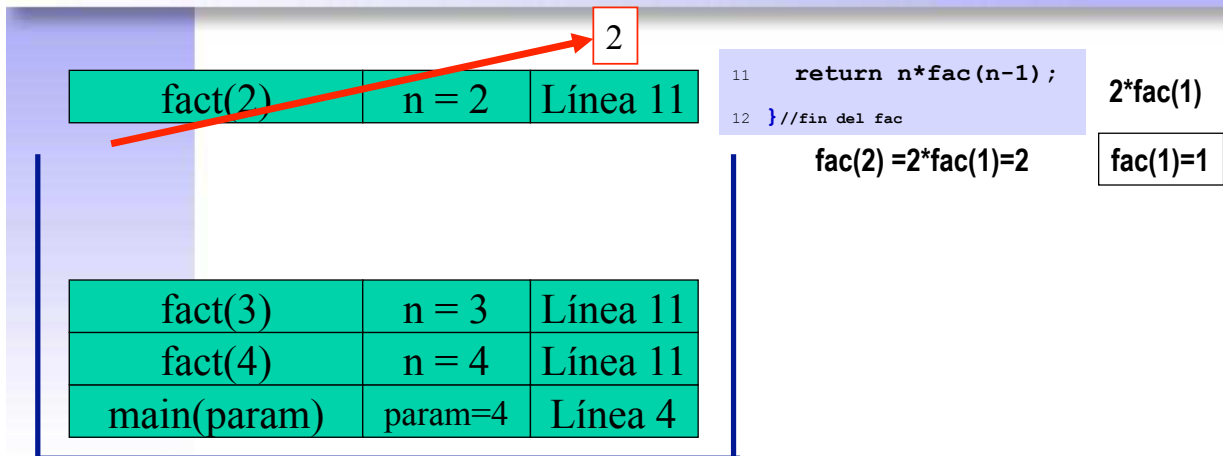 2
fact(2) n = 2 Línea 11
11 return n*fac(n-1);
12 }//fin del fac
2*fac(1)
fac(2) =2*fac(1)=2
fac(1)=1
fact(3) n = 3 Línea 11
fact(4) n = 4 Línea 11
main(param) param=4 Línea 4